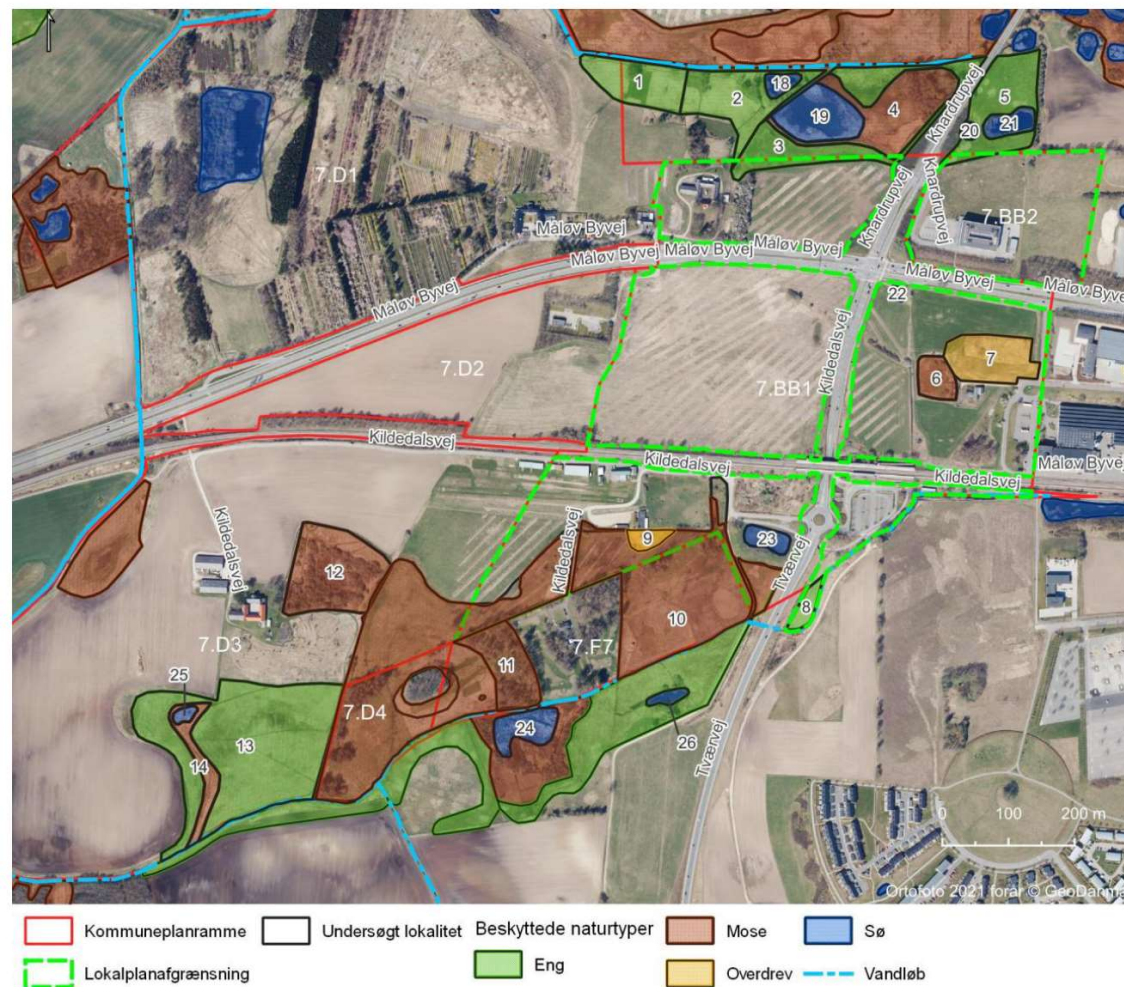 1
2
18
19
4
5
3
20
21
Knardrupvej
7.D1
Knardrupvej
Knardrupvej
7.BB2
Måløv Byvej
Måløv Byvej
Måløv Byvej
Måløv Byvej
Måløv Byvej
Måløv Byvej
Måløv Byvej
22
7.D2
7.BB1
Kildedalsvej
6
7
Kildedalsvej
Kildedalsvej
Kildedalsvej
Måløv Byvej
Kildedalsvej
Kildedalsvej
9
23
Tværvej
12
10
8
7.D3
7.F7
11
25
7.D4
13
14
24
26
Tværvej
0 100 200 m
Ortofoto 2021 forår © GeoDanma
Kommuneplanramme
Undersøgt lokalitet
Beskyttede naturtyper
Mose
Sø
Lokalplanafgrænsning
Eng
Overdrev
Vandløb